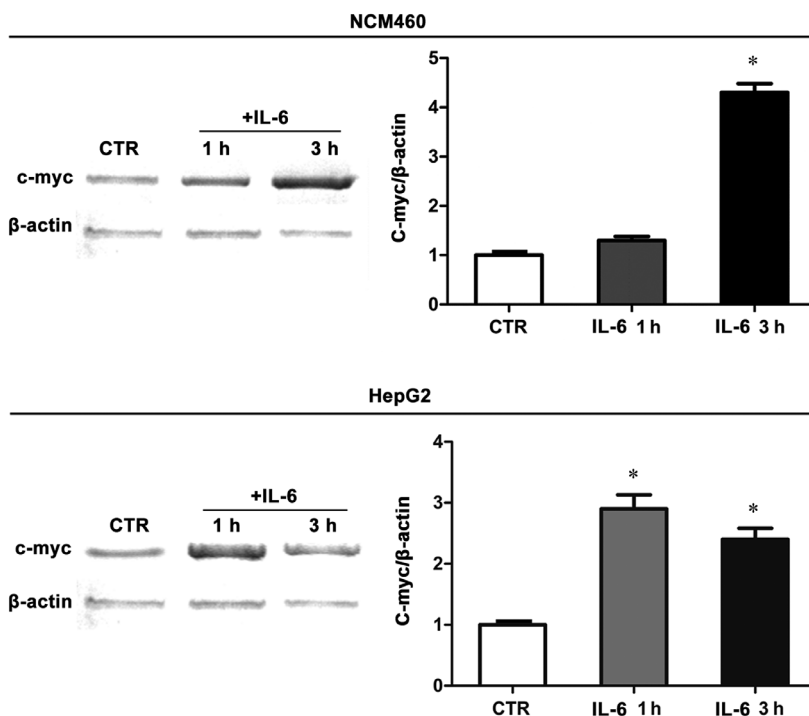 NCM460
+IL-6
CTR 1 h 3 h
c-myc
β-actin
C-myc/β-actin
5
4
3
2
1
0
*
CTR IL-6 1 h IL-6 3 h
HepG2
+IL-6
CTR 1 h 3 h
c-myc
β-actin
C-myc/β-actin
4
3
2
1
0
* *
CTR IL-6 1 h IL-6 3 h